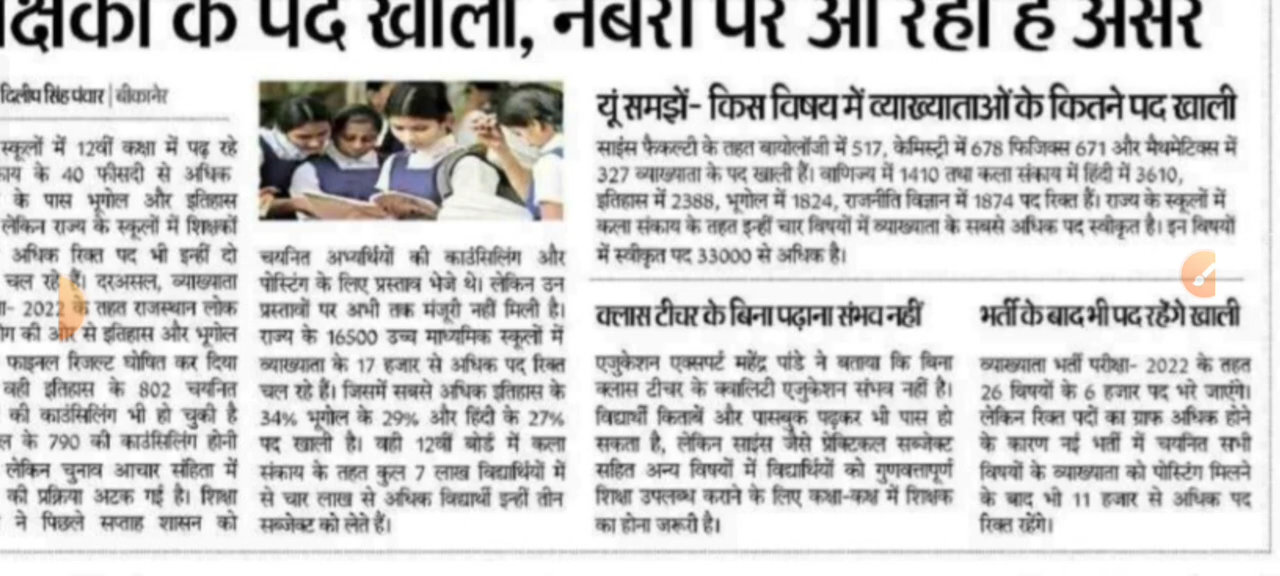 के पद खाली, नंबरों पर आ रहा है असर
दिलीप सिंह पंवार | बीकानेर
स्कूलों में 12वीं कक्षा में पढ़ रहे
के 40 फीसदी से अधिक
के पास भूगोल और इतिहास
लेकिन राज्य के स्कूलों में शिक्षकों
अधिक रिक्त पद भी इन्हीं दो
चल रहे हैं। दरअसल, व्याख्याता
- 2022 के तहत राजस्थान लोक
की ओर से इतिहास और भूगोल
फाइनल रिजल्ट घोषित कर दिया
वही इतिहास के 802 चयनित
की काउंसिलिंग भी हो चुकी है
के 790 की काउंसिलिंग होनी
लेकिन चुनाव आचार संहिता में
की प्रक्रिया अटक गई है। शिक्षा
ने पिछले सप्ताह शासन को
चयनित अभ्यर्थियों की काउंसिलिंग और
पोस्टिंग के लिए प्रस्ताव भेजे थे। लेकिन उन
प्रस्तावों पर अभी तक मंजूरी नहीं मिली है।
राज्य के 16500 उच्च माध्यमिक स्कूलों में
व्याख्याता के 17 हजार से अधिक पद रिक्त
चल रहे हैं। जिसमें सबसे अधिक इतिहास के
34% भूगोल के 29% और हिंदी के 27%
पद खाली है। वही 12वीं बोर्ड में कला
संकाय के तहत कुल 7 लाख विद्यार्थियों में
से चार लाख से अधिक विद्यार्थी इन्हीं तीन
सब्जेक्ट को लेते हैं।
यूं समझें- किस विषय में व्याख्याताओं के कितने पद खाली
साइंस फैकल्टी के तहत बायोलॉजी में 517, केमिस्ट्री में 678 फिजिक्स 671 और मैथमेटिक्स में
327 व्याख्याता के पद खाली हैं। वाणिज्य में 1410 तथा कला संकाय में हिंदी में 3610,
इतिहास में 2388, भूगोल में 1824, राजनीति विज्ञान में 1874 पद रिक्त हैं। राज्य के स्कूलों में
कला संकाय के तहत इन्हीं चार विषयों में व्याख्याता के सबसे अधिक पद स्वीकृत है। इन विषयों
में स्वीकृत पद 33000 से अधिक है।
क्लास टीचर के बिना पढ़ाना संभव नहीं
एजुकेशन एक्सपर्ट महेंद्र पांडे ने बताया कि बिना
क्लास टीचर के क्वालिटी एजुकेशन संभव नहीं है।
विद्यार्थी किताबें और पासबुक पढ़कर भी पास हो
सकता है, लेकिन साइंस जैसे प्रेक्टिकल सब्जेक्ट
सहित अन्य विषयों में विद्यार्थियों को गुणवत्तापूर्ण
शिक्षा उपलब्ध कराने के लिए कक्षा-कक्ष में शिक्षक
का होना जरूरी है।
भर्ती के बाद भी पद रहेंगे खाली
व्याख्याता भर्ती परीक्षा- 2022 के तहत
26 विषयों के 6 हजार पद भरे जाएंगे।
लेकिन रिक्त पदों का ग्राफ अधिक होने
के कारण नई भर्ती में चयनित सभी
विषयों के व्याख्याता को पोस्टिंग मिलने
के बाद भी 11 हजार से अधिक पद
रिक्त रहेंगे।